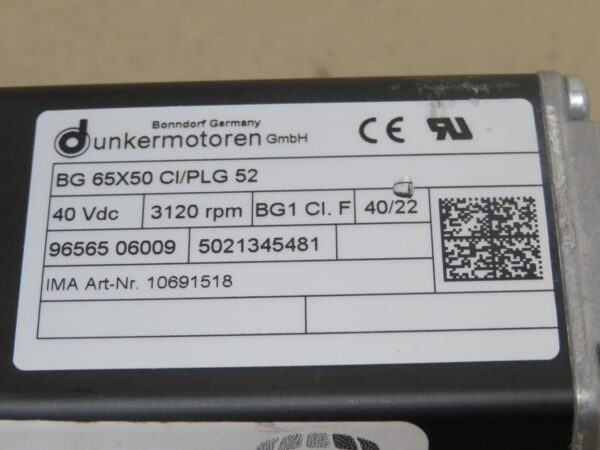 Bonndorf Germany
dunkermotoren GmbH
CE RU
BG 65X50 CI/PLG 52
40 Vdc 3120 rpm BG1 Cl. F 40/22
96565 06009 5021345481
IMA Art-Nr. 10691518